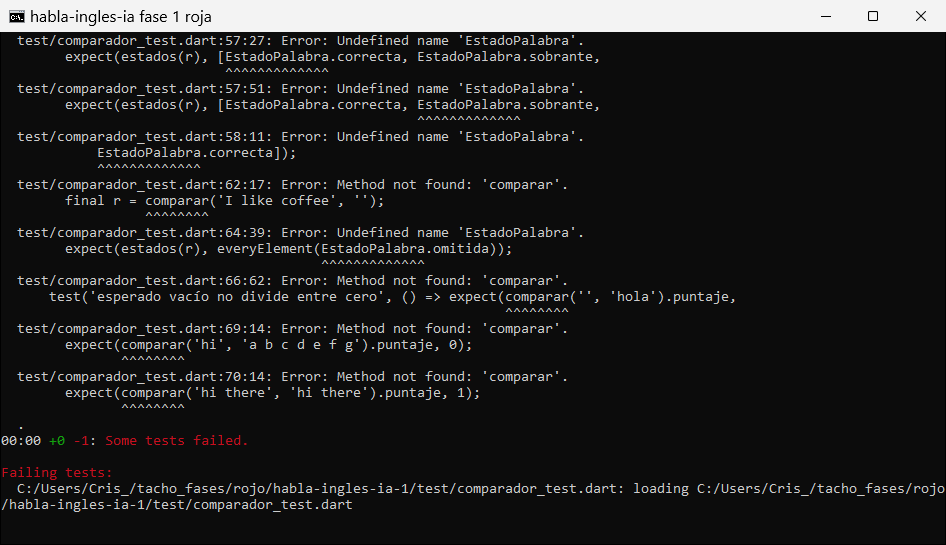 habla-ingles-ia fase 1 roja
test/comparador_test.dart:57:27: Error: Undefined name 'EstadoPalabra'.
expect(estados(r), [EstadoPalabra.correcta, EstadoPalabra.sobrante,
^^^^^^^^^^^^^
test/comparador_test.dart:57:51: Error: Undefined name 'EstadoPalabra'.
expect(estados(r), [EstadoPalabra.correcta, EstadoPalabra.sobrante,
^^^^^^^^^^^^^
test/comparador_test.dart:58:11: Error: Undefined name 'EstadoPalabra'.
EstadoPalabra.correcta]);
^^^^^^^^^^^^^
test/comparador_test.dart:62:17: Error: Method not found: 'comparar'.
final r = comparar('I like coffee', '');
^^^^^^^^
test/comparador_test.dart:64:39: Error: Undefined name 'EstadoPalabra'.
expect(estados(r), everyElement(EstadoPalabra.omitida));
^^^^^^^^^^^^^
test/comparador_test.dart:66:62: Error: Method not found: 'comparar'.
test('esperado vacío no divide entre cero', () => expect(comparar('', 'hola').puntaje,
^^^^^^^^
test/comparador_test.dart:69:14: Error: Method not found: 'comparar'.
expect(comparar('hi', 'a b c d e f g').puntaje, 0);
^^^^^^^^
test/comparador_test.dart:70:14: Error: Method not found: 'comparar'.
expect(comparar('hi there', 'hi there').puntaje, 1);
^^^^^^^^
.
00:00 +0 -1: Some tests failed.
Failing tests:
C:/Users/Cris_/tacho_fases/rojo/habla-ingles-ia-1/test/comparador_test.dart: loading C:/Users/Cris_/tacho_fases/rojo
/habla-ingles-ia-1/test/comparador_test.dart